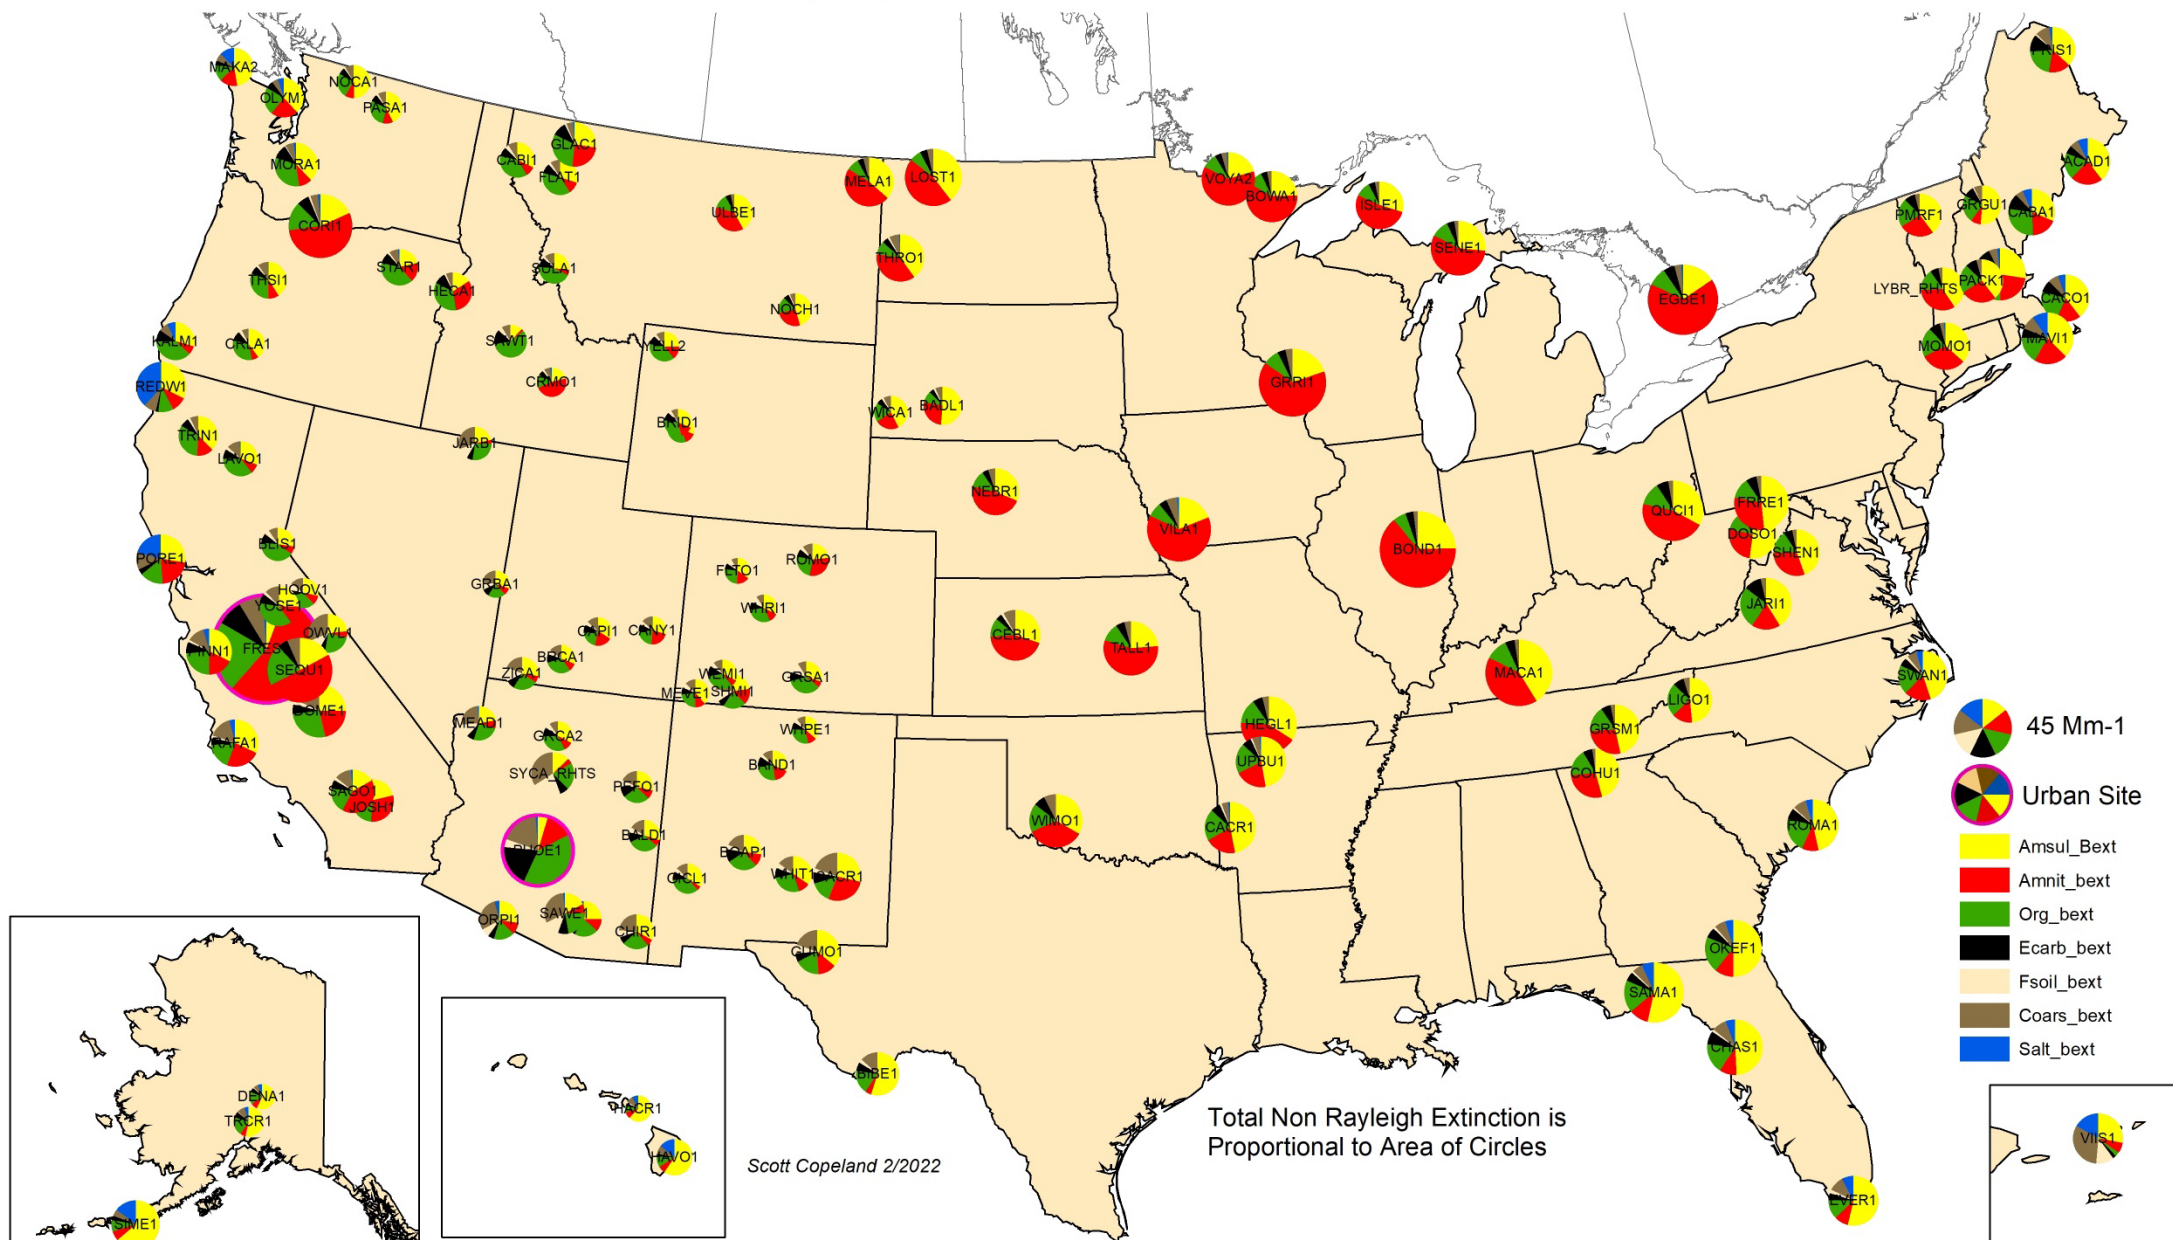 MAKA2
NOCA1
OLYM1
PASA1
MORA1
CORI1
CABI1
GLAC1
FLAT1
ULBE1
MELA1
LOST1
VOYA2
BOWA1
ISLE1
SENE1
EGBE1
PRIS1
ACAD1
GRGU1
CABA1
PMRF1
LYBR_RHTS
PACK1
CACO1
MAVI1
MOMO1
THSI1
STAR1
HECA1
SULA1
NOCH1
THRO1
KALM1
CRLA1
SAWT1
YELL2
CRMO1
GRRI1
REDW1
TRIN1
LAVO1
JARB1
BRID1
WICA1
BADL1
NEBR1
VILA1
BOND1
QUCI1
FRRE1
DOSO1
SHEN1
JARI1
BLIS1
PORE1
HOOV1
YOSE1
OWVL1
FRES
PINN1
SEQU1
DOME1
RAFA1
SAGO1
JOSH1
GRBA1
FLTO1
ROMO1
WHRI1
CAPI1
CANY1
BRCA1
ZICA1
WEMI1
MEVE1
SHMI1
GRSA1
CEBL1
TALL1
MACA1
HEGL1
UPBU1
GRSM1
LIGO1
COHU1
SWAN1
MEAD1
GRCA2
SYCA_RHTS
PEFO1
WHPE1
BAND1
PHOE1
BALD1
BOAP1
GICL1
WHIT1
SACR1
WIMO1
CACR1
ROMA1
ORPI1
SAWE1
CHIR1
GUMO1
BIBE1
OKEF1
SAMA1
CHAS1
EVER1
DENA1
TRCR1
SIME1
HACR1
HAVO1
VIIS1
45 Mm-1
Urban Site
Amsul_Bext
Amnit_bext
Org_bext
Ecarb_bext
Fsoil_bext
Coars_bext
Salt_bext
Total Non Rayleigh Extinction is
Proportional to Area of Circles
Scott Copeland 2/2022